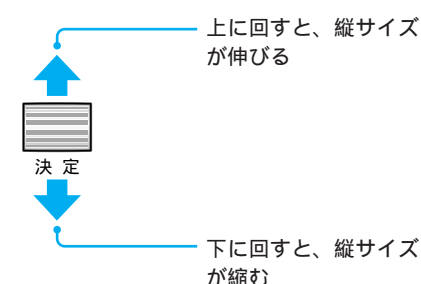 上に回すと、縦サイズ
が伸びる
決 定
下に回すと、縦サイズ
が縮む